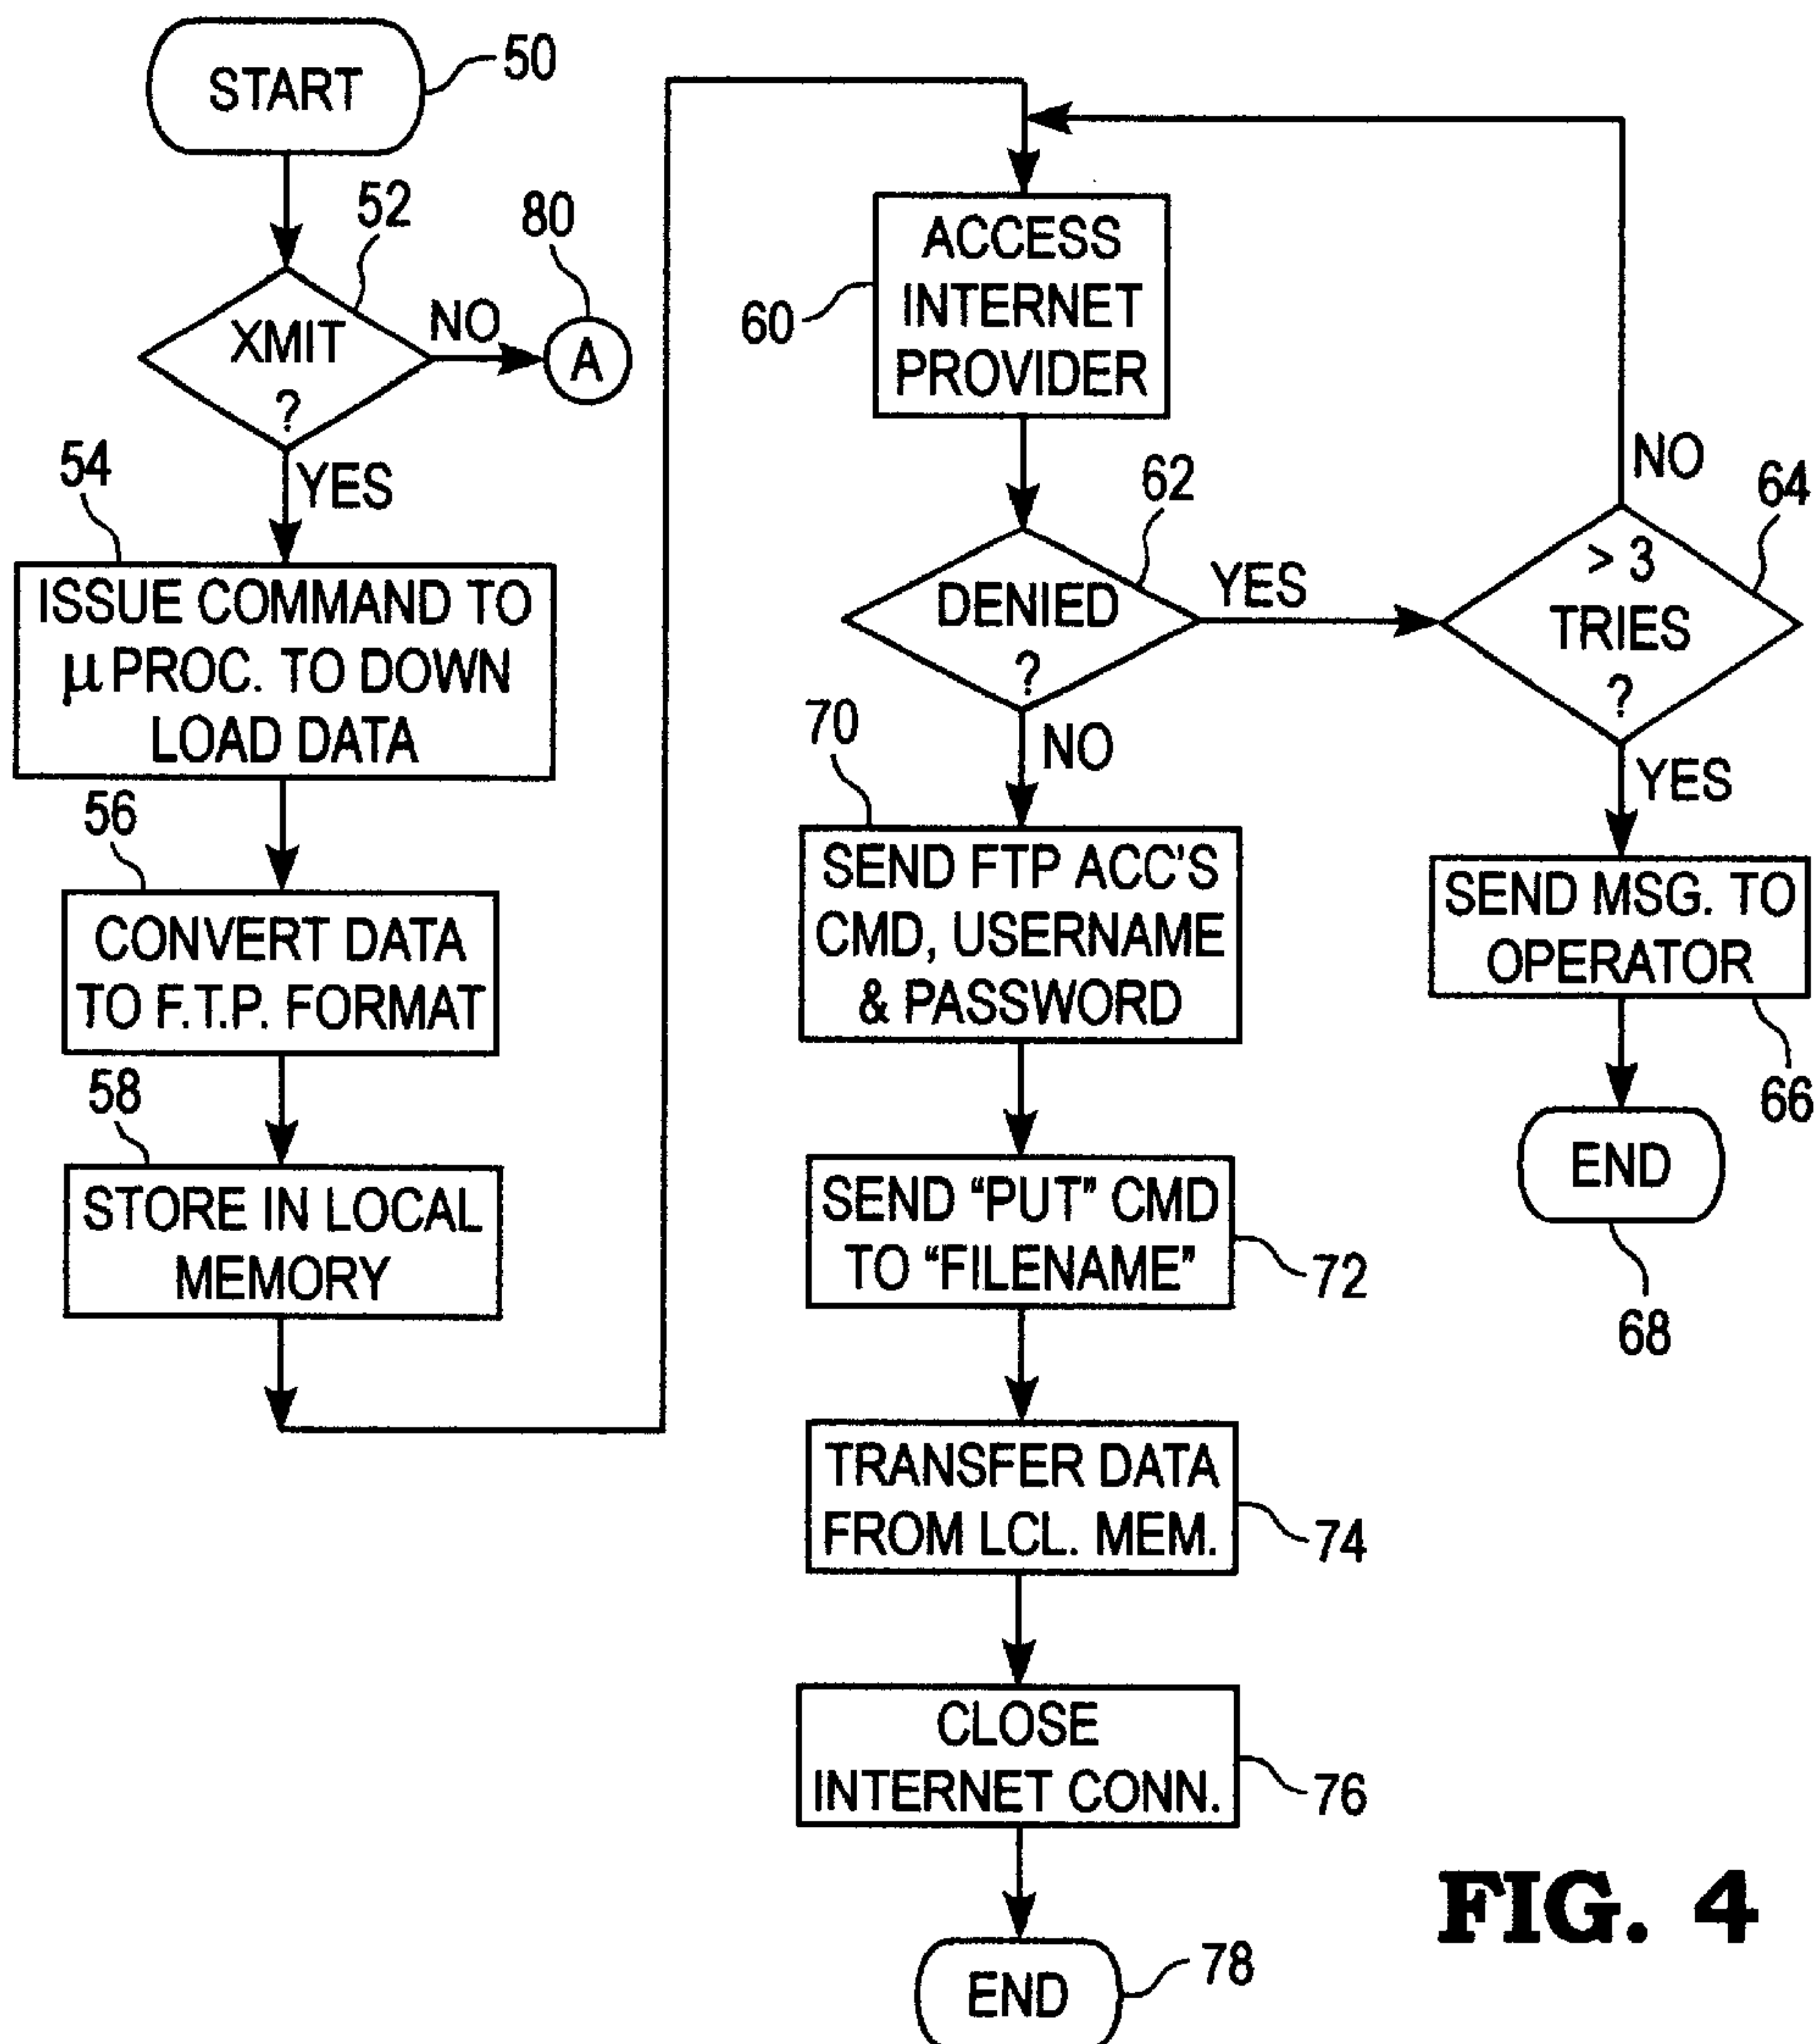 START
50
52
XMIT
?
NO
80
A
YES
54
ISSUE COMMAND TO
μ PROC. TO DOWN
LOAD DATA
56
CONVERT DATA
TO F.T.P. FORMAT
58
STORE IN LOCAL
MEMORY
ACCESS
INTERNET
PROVIDER
60
62
DENIED
?
YES
NO
64
> 3
TRIES
?
NO
YES
SEND MSG. TO
OPERATOR
66
END
68
70
SEND FTP ACC'S
CMD, USERNAME
& PASSWORD
SEND “PUT” CMD
TO “FILENAME”
72
TRANSFER DATA
FROM LCL. MEM.
74
CLOSE
INTERNET CONN.
76
END
78
FIG. 4